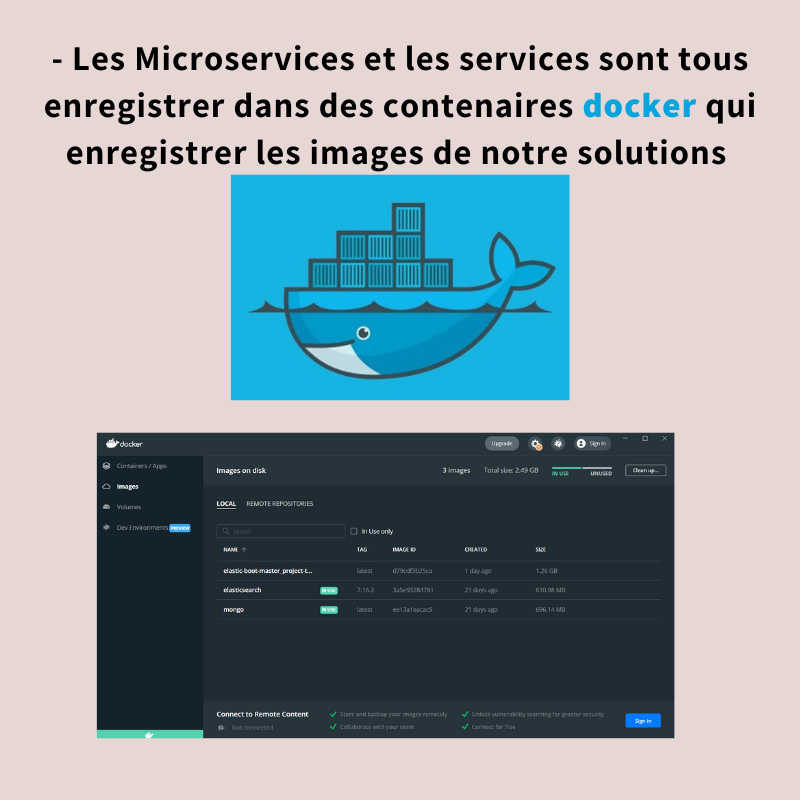 - Les Microservices et les services sont tous
enregistrer dans des contenaires docker qui
enregistrer les images de notre solutions
docker
Upgrade
Sign in
Containers / Apps
Images
Volumes
Dev Environments PREVIEW
Images on disk
3 images
Total size: 2.49 GB
IN USE
UNUSED
Clean up...
LOCAL
REMOTE REPOSITORIES
Search
In Use only
NAME TAG IMAGE ID CREATED SIZE
elastic-boot-master_project-t... latest d79cdf3b25ca 1 day ago 1.26 GB
elasticsearch IN USE 7.16.3 3a5e93284781 21 days ago 610.98 MB
mongo IN USE latest ee13a1eacac9 21 days ago 696.14 MB
Connect to Remote Content
Not connected
Store and backup your images remotely
Collaborate with your team
Unlock vulnerability scanning for greater security
Connect for free
Sign in